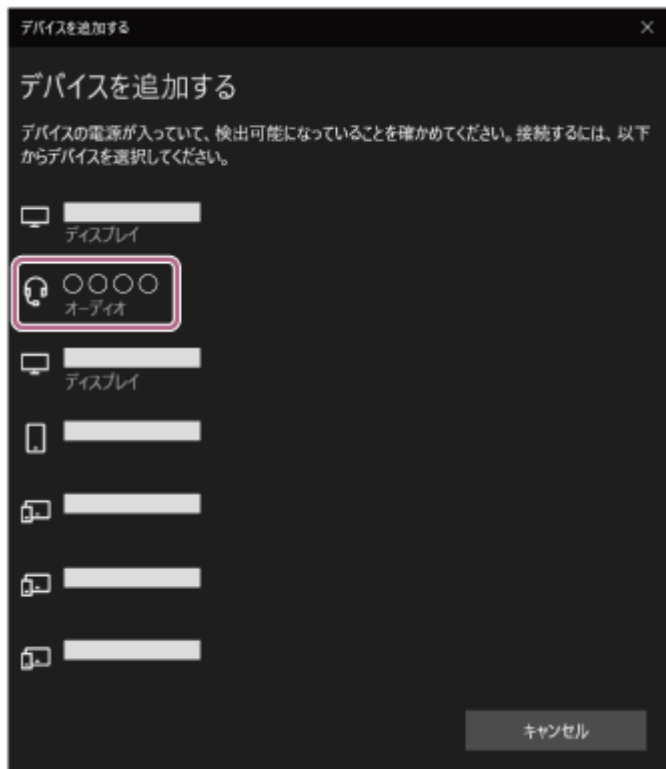 デバイスを追加する
デバイスを追加する
デバイスの電源が入っていて、検出可能になっていることを確かめてください。接続するには、以下
からデバイスを選択してください。
ディスプレイ
○○○○
オーディオ
ディスプレイ
キャンセル